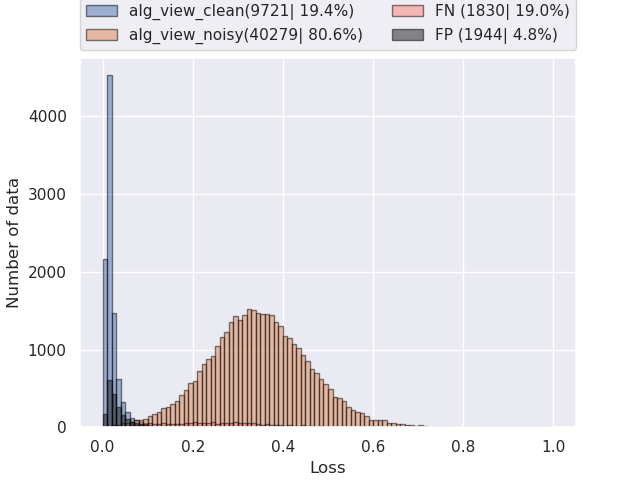 alg_view_clean(9721| 19.4%)
FN (1830| 19.0%)
alg_view_noisy(40279| 80.6%)
FP (1944| 4.8%)
4000
3000
2000
1000
0
Number of data
0.0 0.2 0.4 0.6 0.8 1.0
Loss